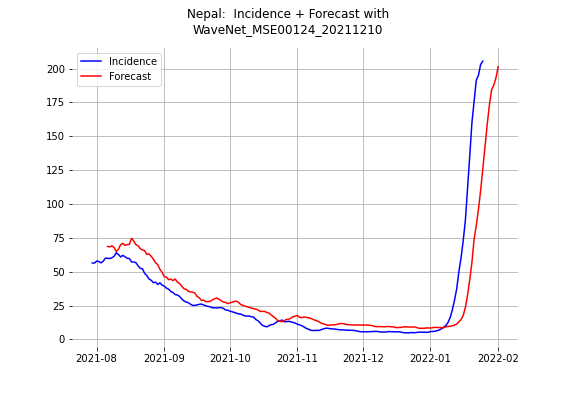 Nepal:  Incidence + Forecast with
WaveNet_MSE00124_20211210
Incidence
Forecast
200
175
150
125
100
75
50
25
0
2021-08 2021-09 2021-10 2021-11 2021-12 2022-01 2022-02